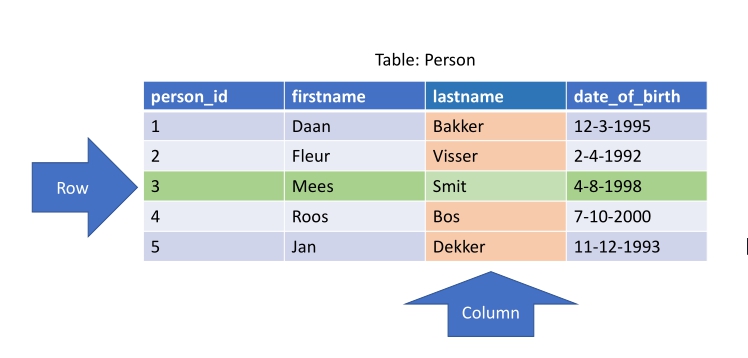 Table: Person
person_id firstname lastname date_of_birth
1 Daan Bakker 12-3-1995
2 Fleur Visser 2-4-1992
Row
3 Mees Smit 4-8-1998
4 Roos Bos 7-10-2000
5 Jan Dekker 11-12-1993
Column